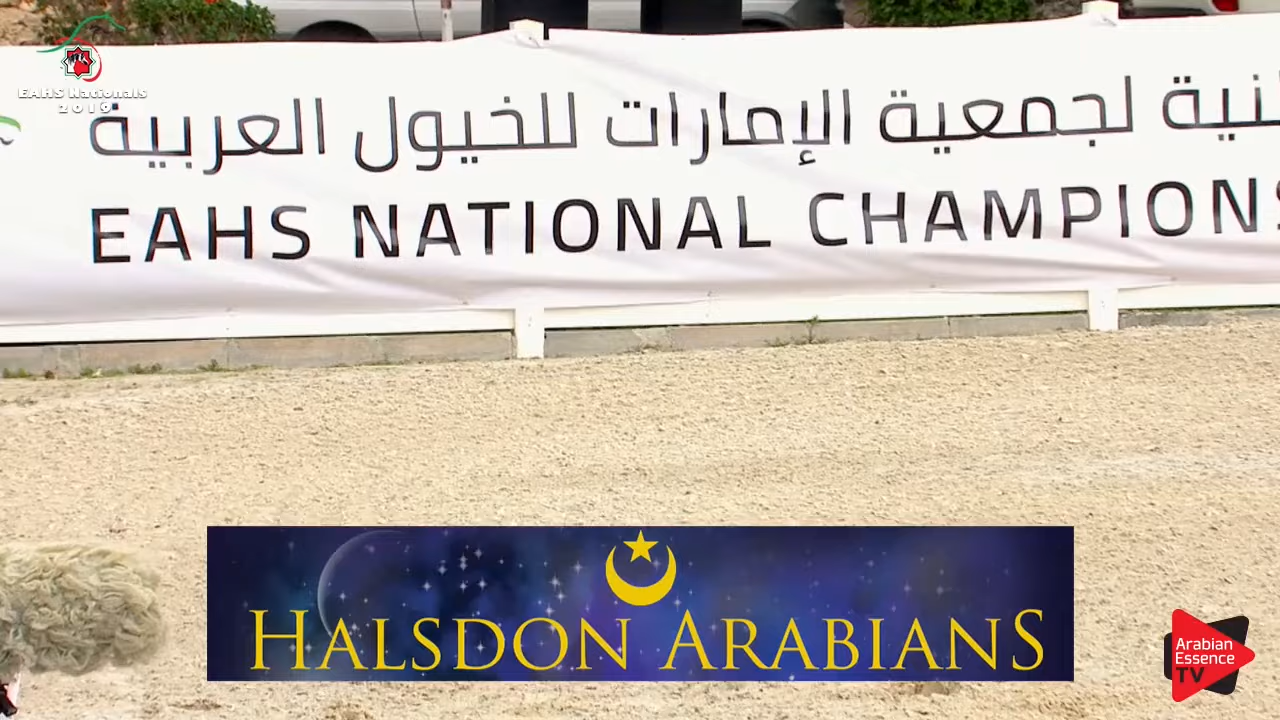 EAHS Nationals
2019
نية لجمعية الإمارات للخيول العربية
EAHS NATIONAL CHAMPIONS
HALSDON ARABIANS
Arabian
Essence
TV